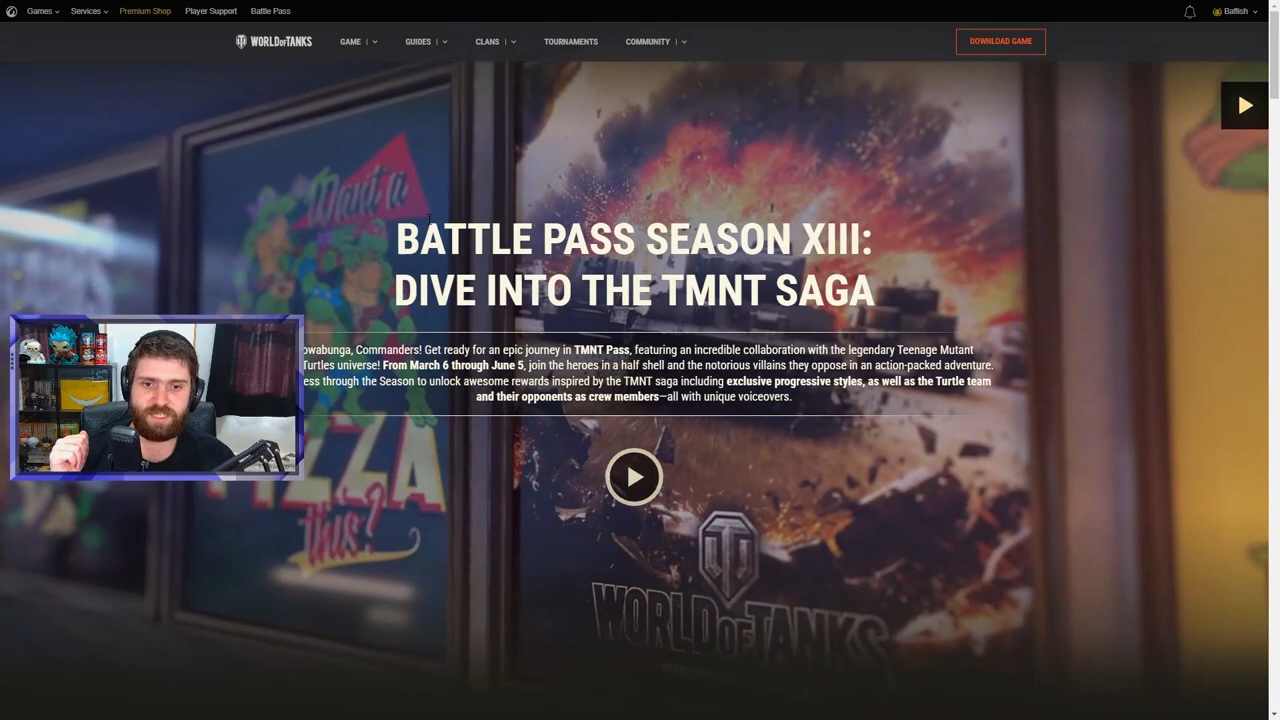 Games Services Premium Shop Player Support Battle Pass Baflish
WORLD OF TANKS GAME GUIDES CLANS TOURNAMENTS COMMUNITY DOWNLOAD GAME
Want a
BATTLE PASS SEASON XIII:
DIVE INTO THE TMNT SAGA
owabunga, Commanders! Get ready for an epic journey in TMNT Pass, featuring an incredible collaboration with the legendary Teenage Mutant
Turtles universe! From March 6 through June 5, join the heroes in a half shell and the notorious villains they oppose in an action-packed adventure.
ess through the Season to unlock awesome rewards inspired by the TMNT saga including exclusive progressive styles, as well as the Turtle team
and their opponents as crew members—all with unique voiceovers.
PIZZA
this?
WORLD OF TANKS